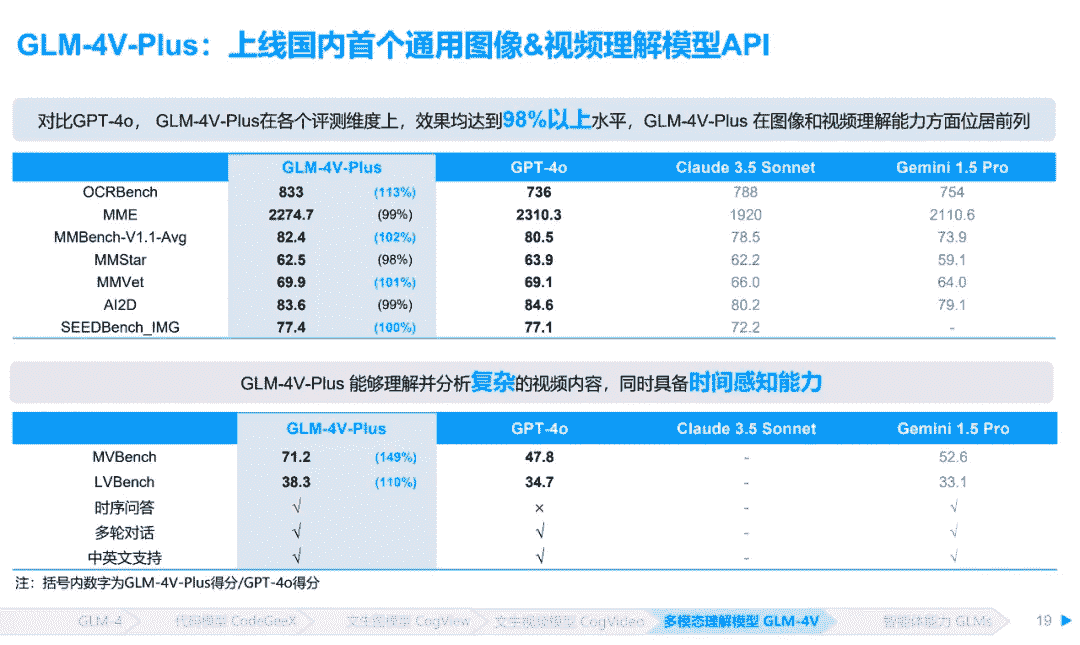 GLM-4V-Plus：上线国内首个通用图像&视频理解模型API
对比GPT-4o， GLM-4V-Plus在各个评测维度上，效果均达到98%以上水平，GLM-4V-Plus 在图像和视频理解能力方面位居前列
GLM-4V-Plus GPT-4o Claude 3.5 Sonnet Gemini 1.5 Pro
OCRBench 833 (113%) 736 788 754
MME 2274.7 (99%) 2310.3 1920 2110.6
MMBench-V1.1-Avg 82.4 (102%) 80.5 78.5 73.9
MMStar 62.5 (98%) 63.9 62.2 59.1
MMVet 69.9 (101%) 69.1 66.0 64.0
AI2D 83.6 (99%) 84.6 80.2 79.1
SEEDBench_IMG 77.4 (100%) 77.1 72.2 -
GLM-4V-Plus 能够理解并分析复杂的视频内容，同时具备时间感知能力
GLM-4V-Plus GPT-4o Claude 3.5 Sonnet Gemini 1.5 Pro
MVBench 71.2 (149%) 47.8 - 52.6
LVBench 38.3 (110%) 34.7 - 33.1
时序问答 √ × - √
多轮对话 √ √ - √
中英文支持 √ √ - √
注：括号内数字为GLM-4V-Plus得分/GPT-4o得分
GLM-4 代码模型 CodeGeeX 文生图模型 CogView 文生视频模型 CogVideo 多模态理解模型 GLM-4V 智能体能力 GLMs 19